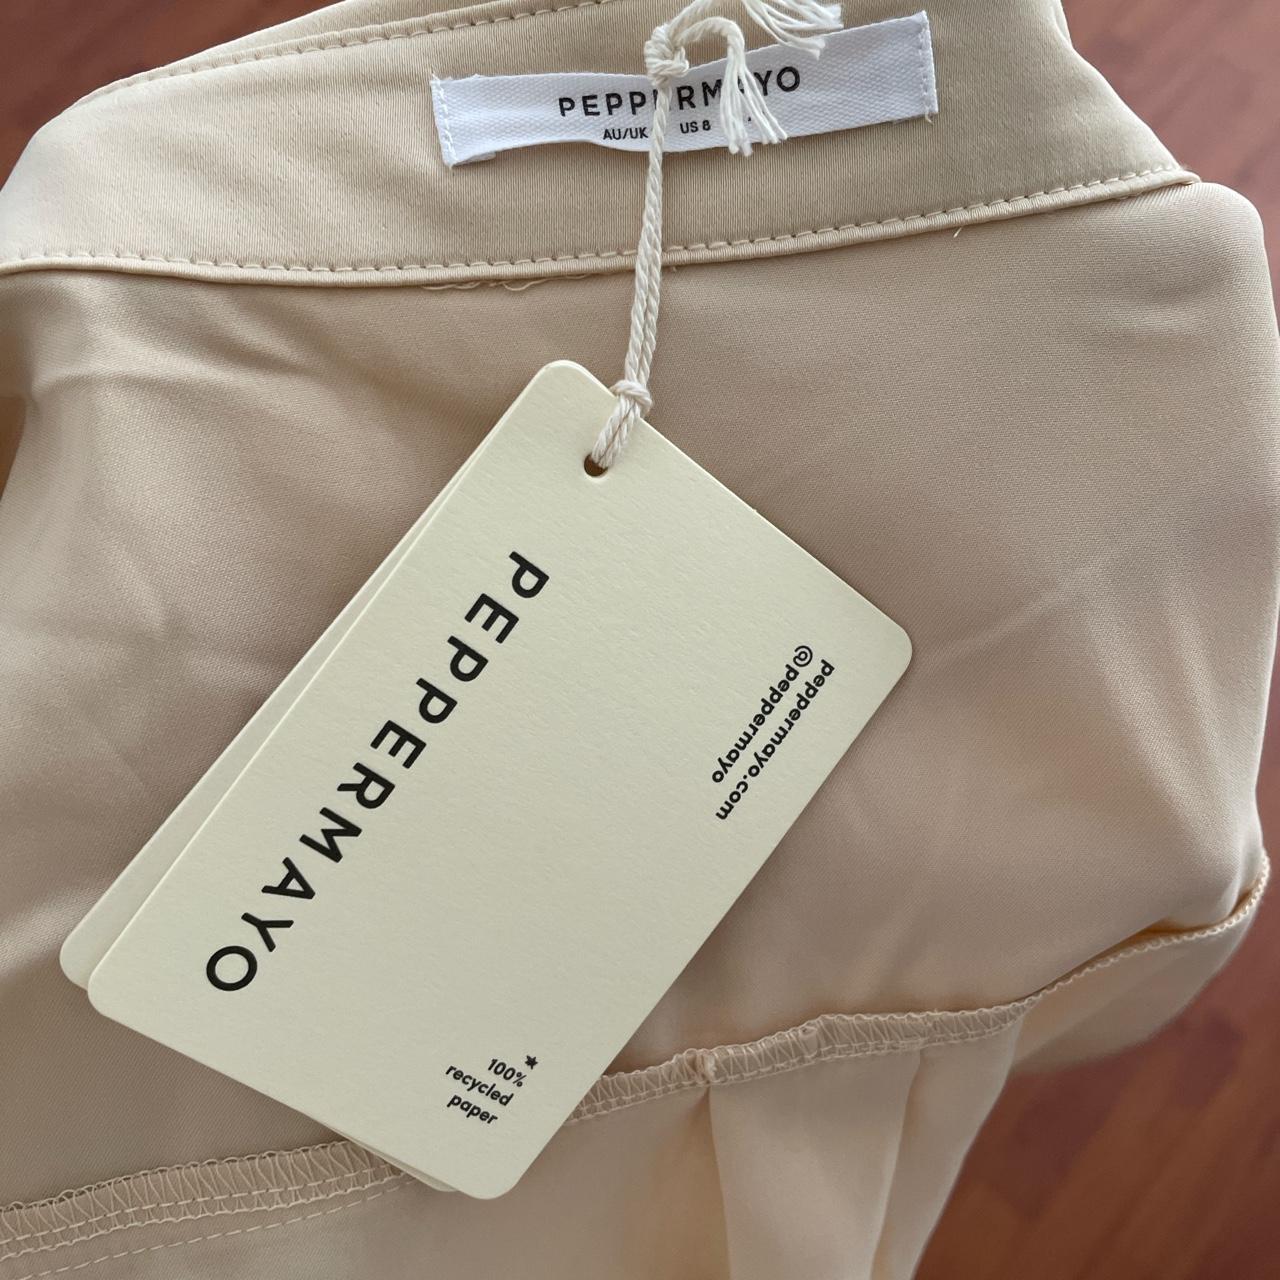 PEPPERMAYO
AU/UK US 8
PEPPERMAYO
peppermayo.com
@peppermayo
100%
recycled
paper